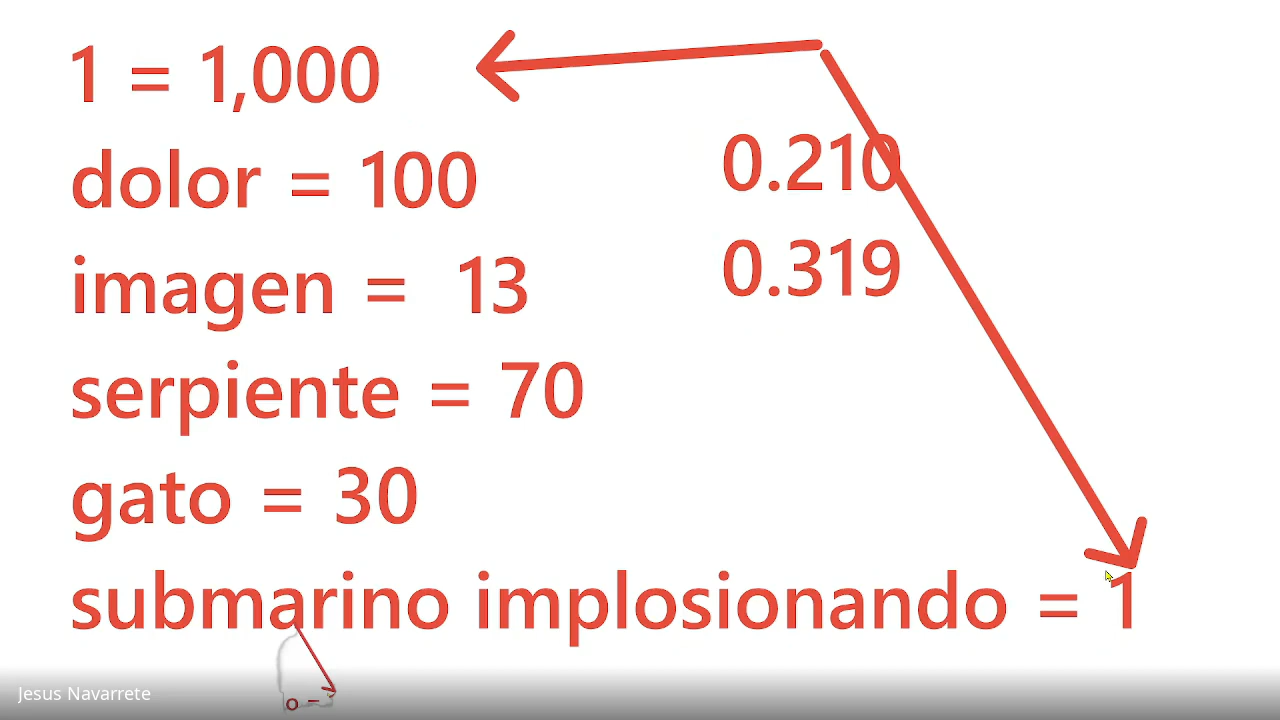 1 = 1,000
dolor = 100
imagen = 13
serpiente = 70
gato = 30
submarino implosionando = 1
0.210
0.319
Jesus Navarrete